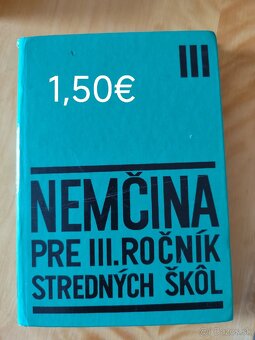 III
1,50€
NEMČINA
PRE III.ROČNÍK
STREDNÝCH ŠKÔL